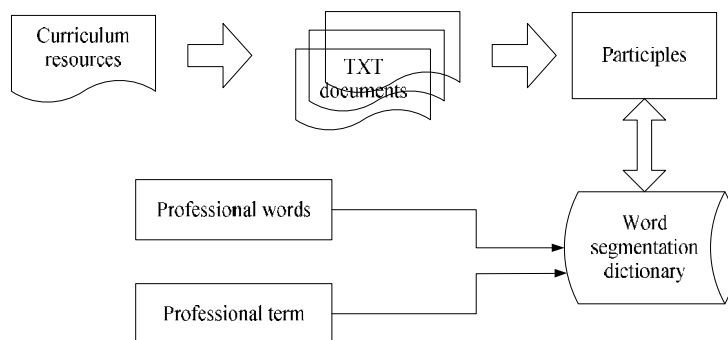 Curriculum
resources
TXT
documents
Participles
Professional words
Word
segmentation
dictionary
Professional term